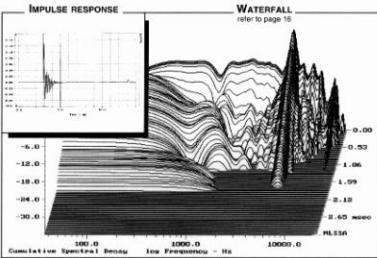 IMPULSE RESPONSE
WATERFALL
refer to page 16
0.00
0.53
-6.0
1.06
-12.0
1.59
-18.0
2.12
-24.0
2.65 msec
-30.0
MLSSA
100.0
1000.0
10000.0
Cumulative Spectral Decay log Frequency - Hz